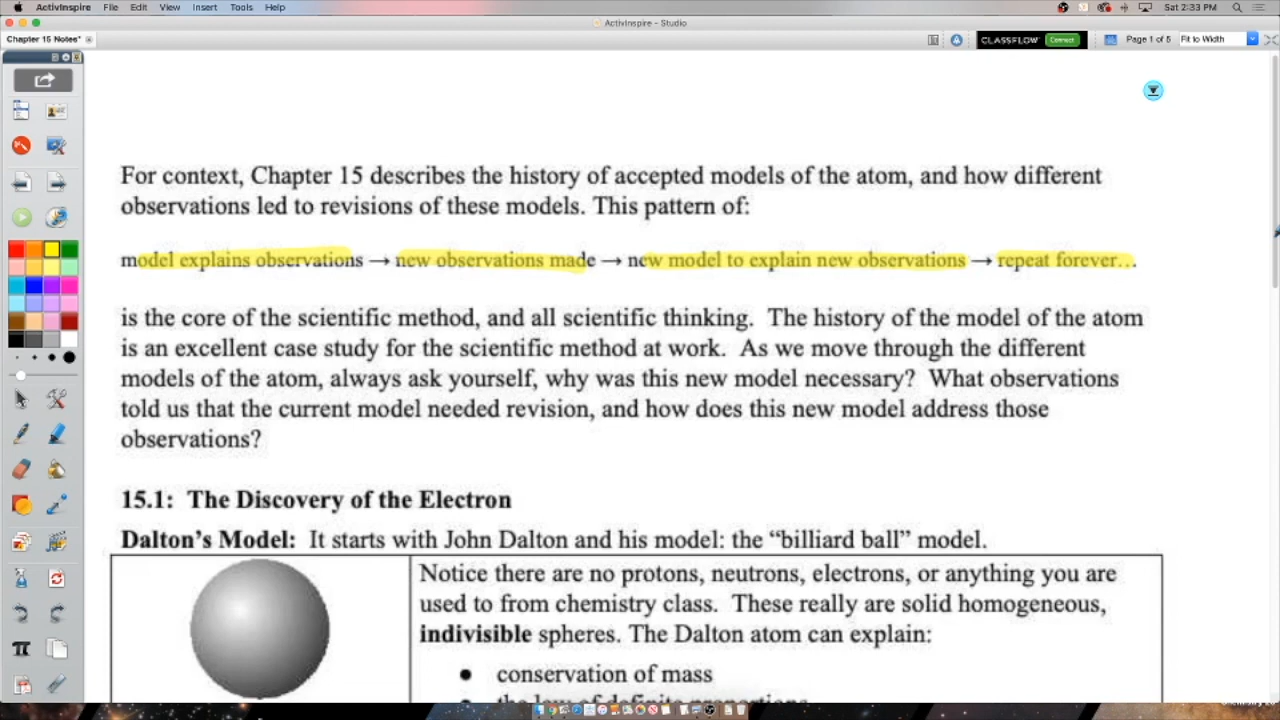 ActivInspire File Edit View Insert Tools Help Sat 2:33 PM
ActivInspire - Studio
Chapter 15 Notes* CLASSFLOW Connect Page 1 of 5 Fit to Width
For context, Chapter 15 describes the history of accepted models of the atom, and how different
observations led to revisions of these models. This pattern of:
model explains observations → new observations made → new model to explain new observations → repeat forever…
is the core of the scientific method, and all scientific thinking. The history of the model of the atom
is an excellent case study for the scientific method at work. As we move through the different
models of the atom, always ask yourself, why was this new model necessary? What observations
told us that the current model needed revision, and how does this new model address those
observations?
15.1: The Discovery of the Electron
Dalton's Model: It starts with John Dalton and his model: the “billiard ball” model.
Notice there are no protons, neutrons, electrons, or anything you are
used to from chemistry class. These really are solid homogeneous,
indivisible spheres. The Dalton atom can explain:
● conservation of mass
● the law of definite proportions